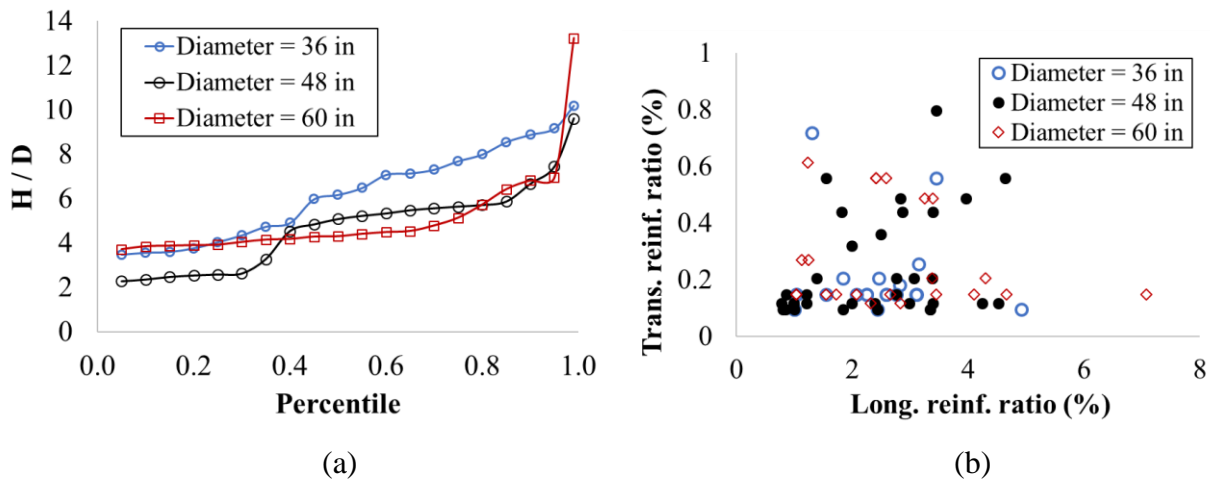 14
12
10
8
6
4
2
0
H / D
Diameter = 36 in
Diameter = 48 in
Diameter = 60 in
0.0 0.2 0.4 0.6 0.8 1.0
Percentile
(a)
1
0.8
0.6
0.4
0.2
0
Trans. reinf. ratio (%)
Diameter = 36 in
Diameter = 48 in
Diameter = 60 in
0 2 4 6 8
Long. reinf. ratio (%)
(b)